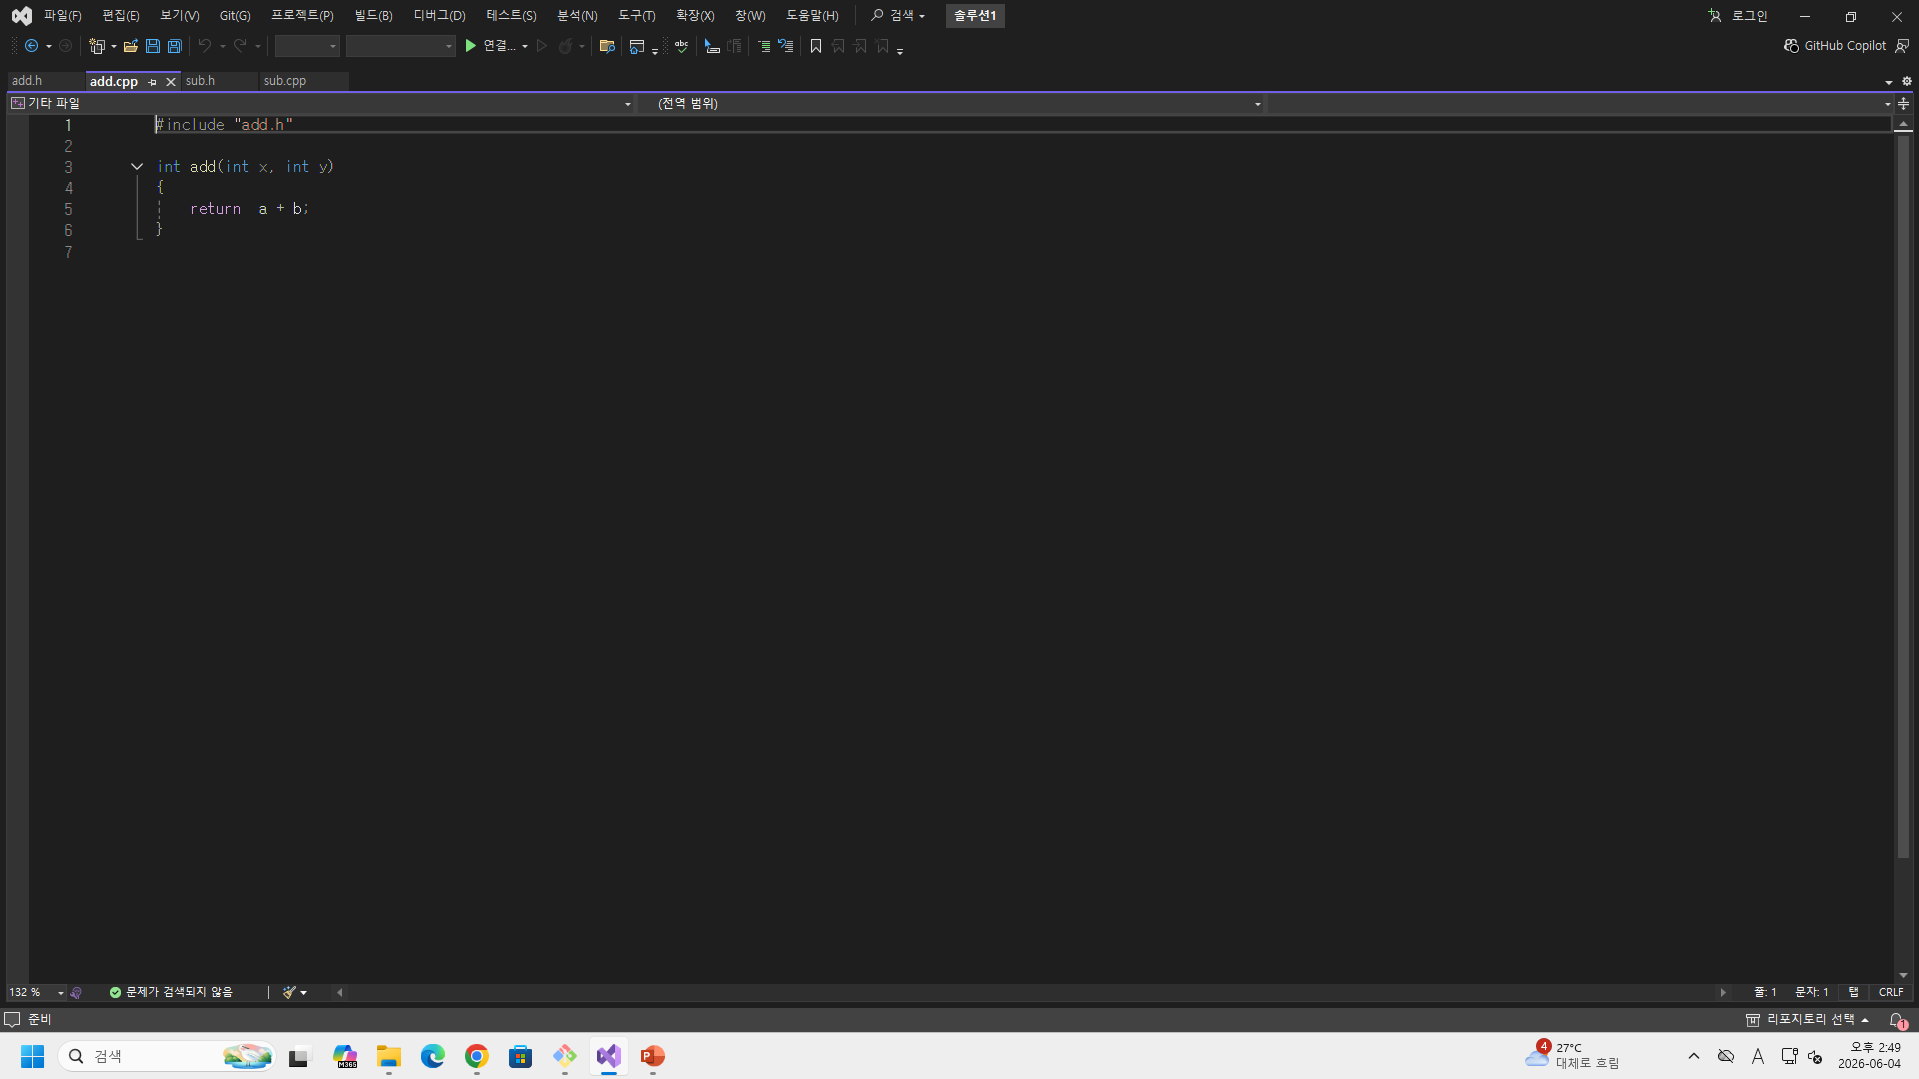 파일(F) 편집(E) 보기(V) Git(G) 프로젝트(P) 빌드(B) 디버그(D) 테스트(S) 분석(N) 도구(T) 확장(X) 창(W) 도움말(H) 검색 솔루션1 로그인
연결... abc GitHub Copilot
add.h add.cpp sub.h sub.cpp
기타 파일 (전역 범위)
1 #include "add.h"
2
3 int add(int x, int y)
4 {
5 return  a + b;
6 }
7
132 % 문제가 검색되지 않음 줄: 1 문자: 1 탭 CRLF
준비 리포지토리 선택 1
검색 M365 P 4 27°C A 오후 2:49
대체로 흐림 2026-06-04